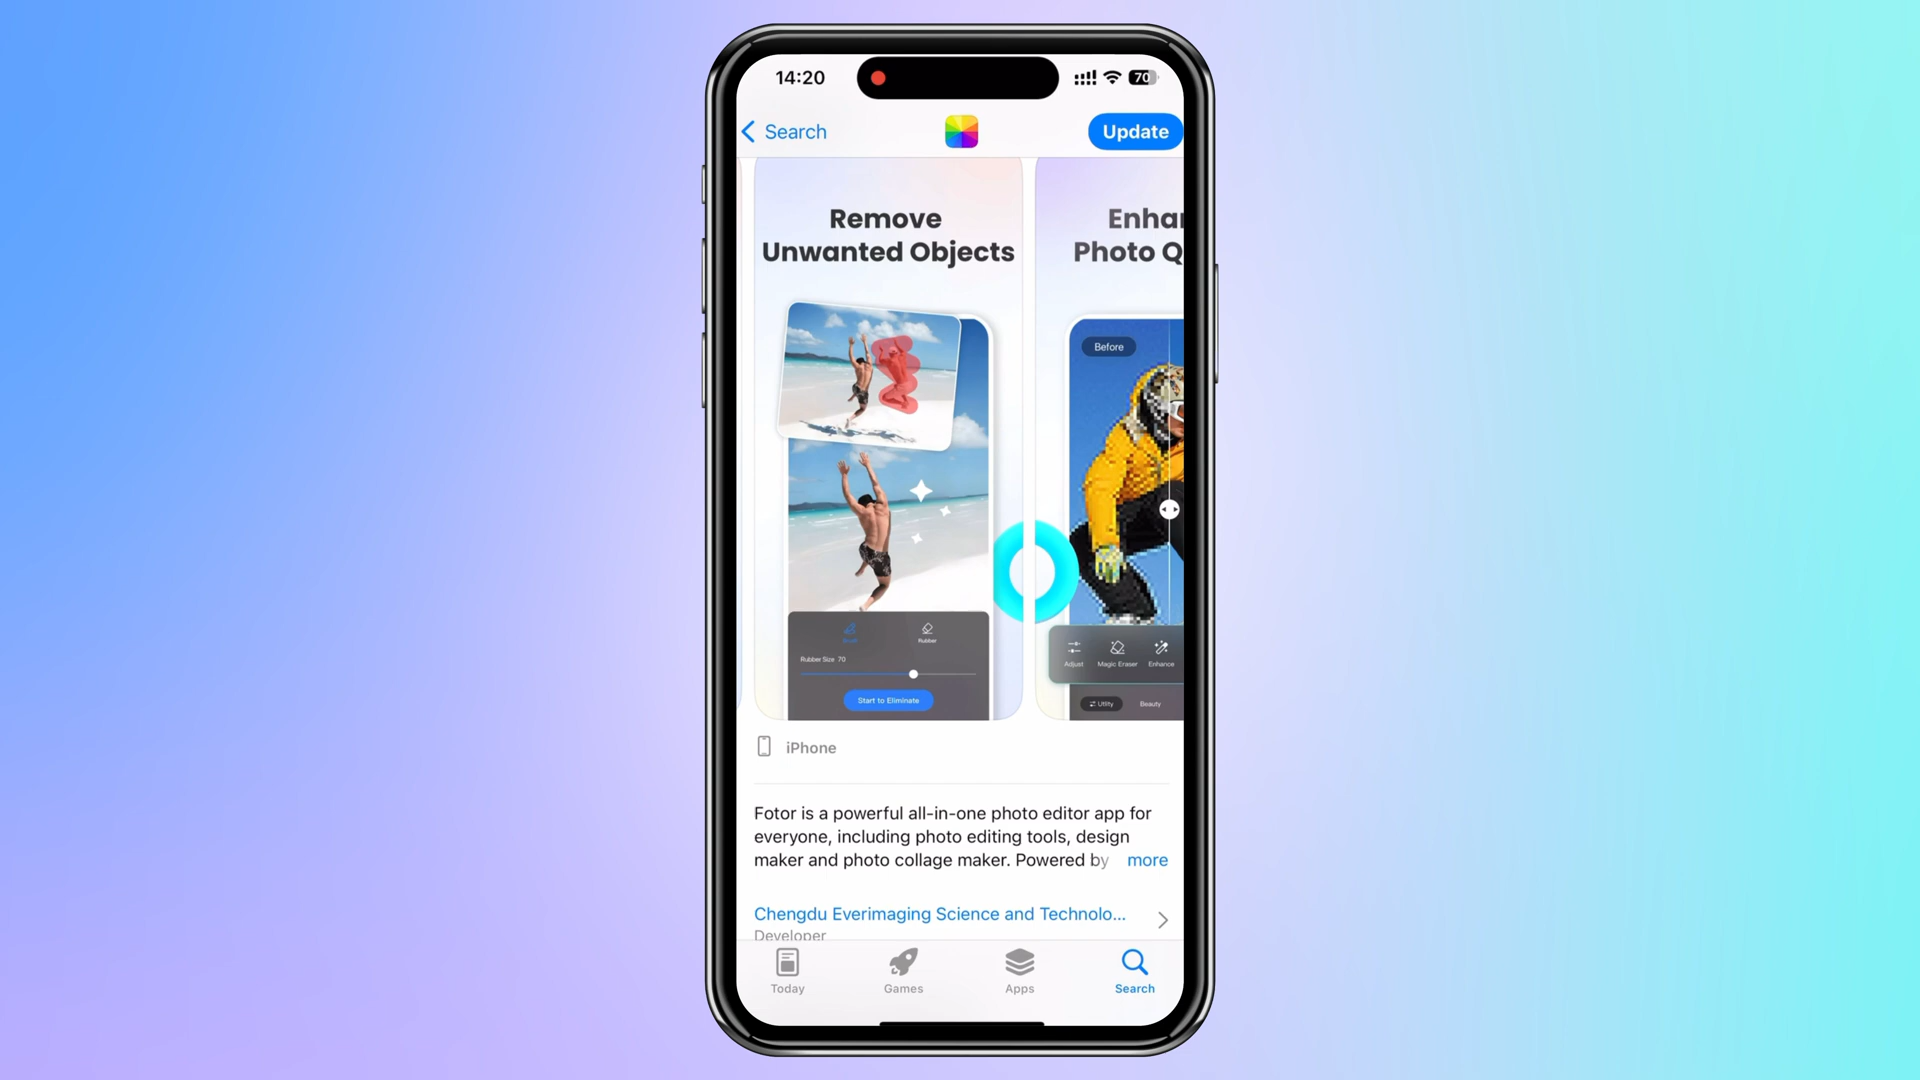 14:20
70
Search
Update
Remove
Unwanted Objects
Enhan
Photo Q
Before
Brush
Rubber
Rubber Size 70
Start to Eliminate
Adjust
Magic Eraser
Enhance
Utility
Beauty
iPhone
Fotor is a powerful all-in-one photo editor app for
everyone, including photo editing tools, design
maker and photo collage maker. Powered by more
Chengdu Everimaging Science and Technolo...
Developer
Today
Games
Apps
Search